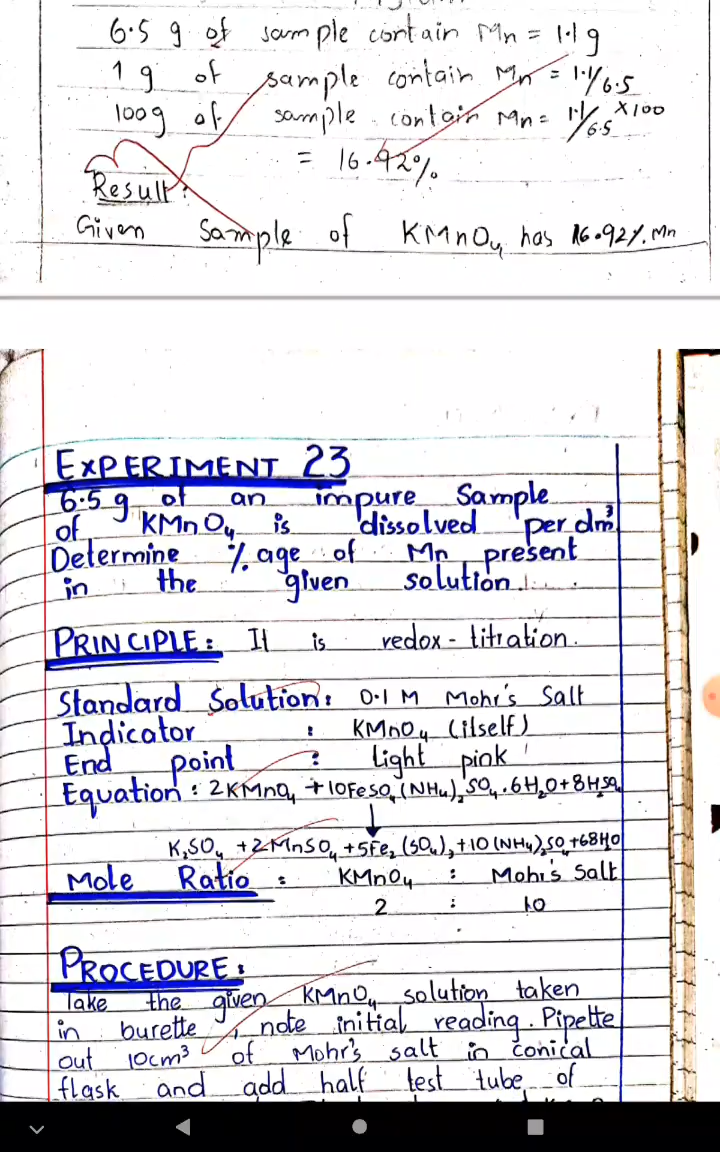 6.5 g of sample contain Mn = 1.1 g
1 g of sample contain Mn = 1.1/6.5
100g of sample contain Mn = 1.1/6.5 × 100
= 16.92%
Result:
Given Sample of KMnO₄ has 16.92% Mn
EXPERIMENT 23
6.5 g of an impure Sample
of KMnO₄ is dissolved per dm³
Determine %age of Mn present
in the given solution.
PRINCIPLE: It is redox-titration.
Standard Solution: 0.1 M Mohr's Salt
Indicator : KMnO₄ (itself)
End point : Light pink
Equation: 2KMnO₄ + 10FeSO₄(NH₄)₂SO₄.6H₂O+8H₂SO₄
↓
K₂SO₄ +2MnSO₄+5Fe₂(SO₄)₃+10(NH₄)₂SO₄+68H₂O
Mole Ratio : KMnO₄ : Mohr's Salt
2 : 10
PROCEDURE:
Take the given KMnO₄ solution taken
in burette, note initial reading. Pipette
out 10cm³ of Mohr's salt in conical
flask and add half test tube of